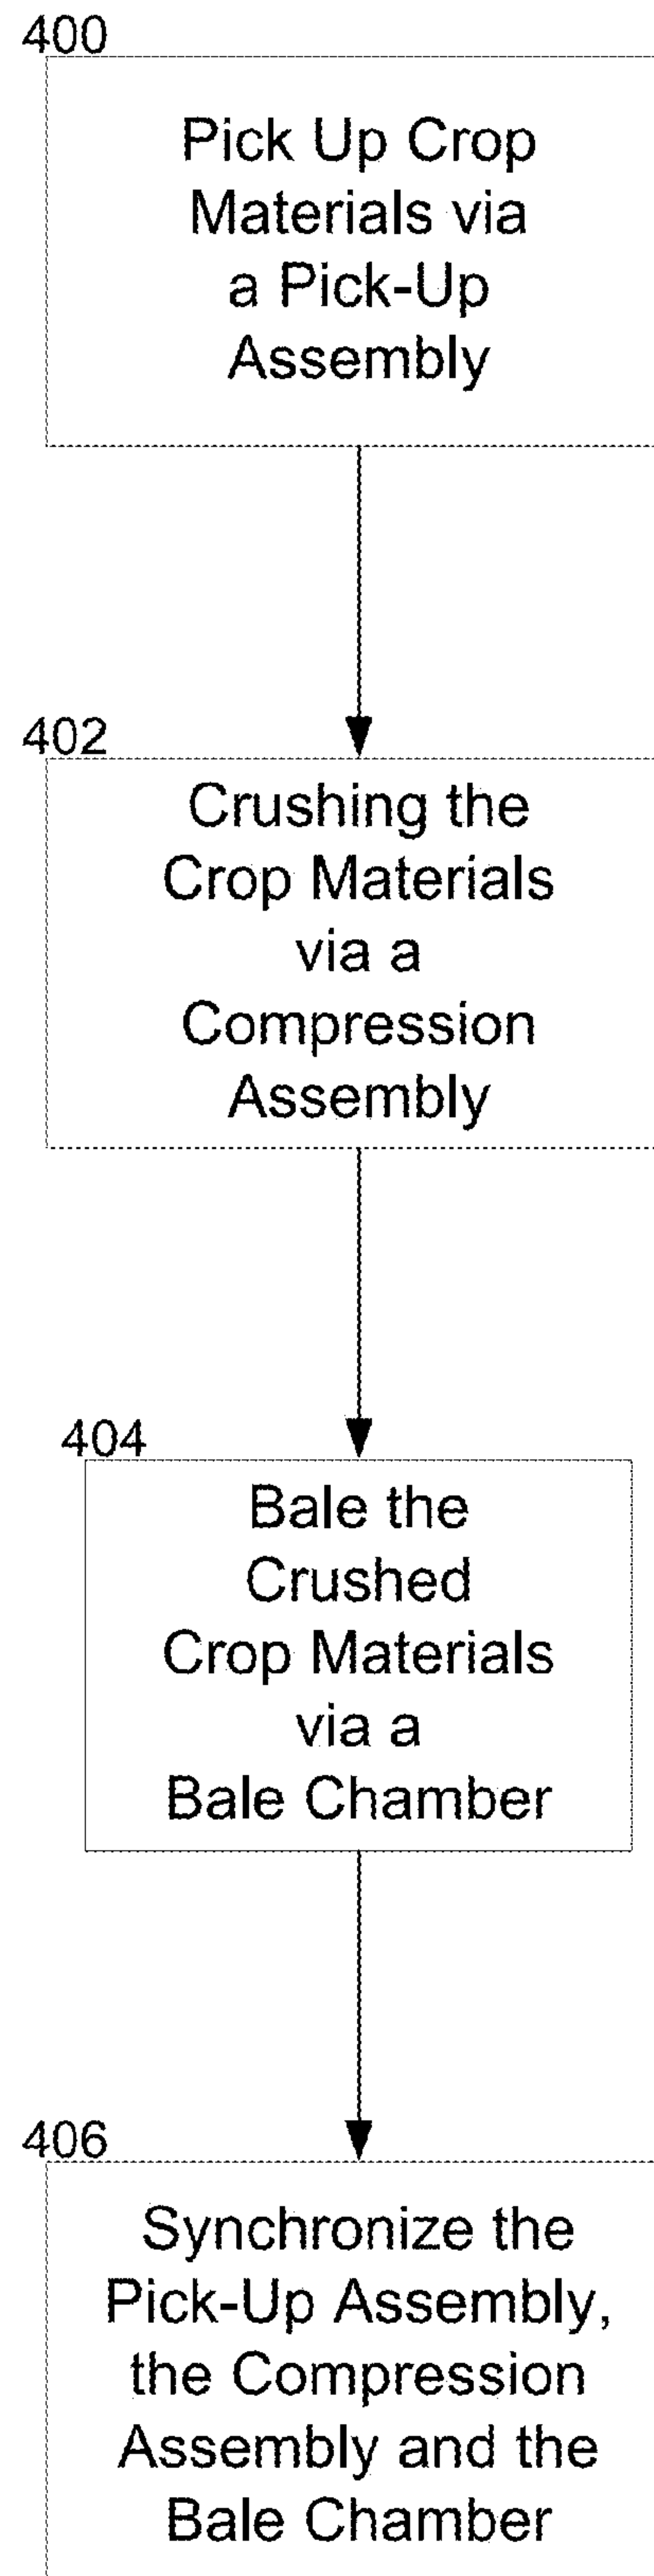 400
Pick Up Crop
Materials via
a Pick-Up
Assembly
402
Crushing the
Crop Materials
via a
Compression
Assembly
404
Bale the
Crushed
Crop Materials
via a
Bale Chamber
406
Synchronize the
Pick-Up Assembly,
the Compression
Assembly and the
Bale Chamber